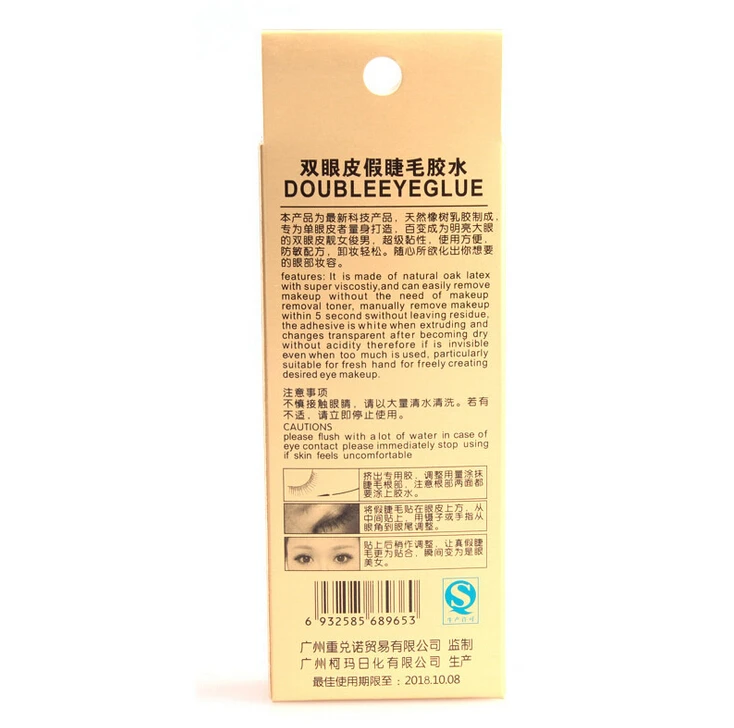 双眼皮假睫毛胶水
DOUBLEEYEGLUE
本产品为最新科技产品，天然橡树乳胶制成，
专为单眼皮者量身打造，百变成为明亮大眼
的双眼皮靓女俊男，超级黏性，使用方便，
防敏配方，卸妆轻松。随心所欲化出你想要
的眼部妆容。
features: It is made of natural oak latex
with super viscostiy,and can easily remove
makeup without the need of makeup
removal toner, manually remove makeup
within 5 second swithout leaving residue,
the adhesive is white when extruding and
changes transparent after becoming dry
without acidity therefore if is invisible
even when too much is used, particularly
suitable for fresh hand for freely creating
desired eye makeup.
注意事项
不慎接触眼睛，请以大量清水清洗。若有
不适，请立即停止使用。
CAUTIONS
please flush with a lot of water in case of
eye contact please immediately stop using
if skin feels uncomfortable
挤出专用胶，调整用量涂抹
睫毛根部，注意根部两面都
要涂上胶水。
将假睫毛贴在眼皮上方，从
中间贴上，用镊子或手指从
眼角到眼尾调整。
贴上后稍作调整，让真假睫
毛更为贴合，瞬间变为是眼
美女。
6 932585 689653
生产许可
广州重兑诺贸易有限公司 监制
广州柯玛日化有限公司 生产
最佳使用期限至：2018.10.08